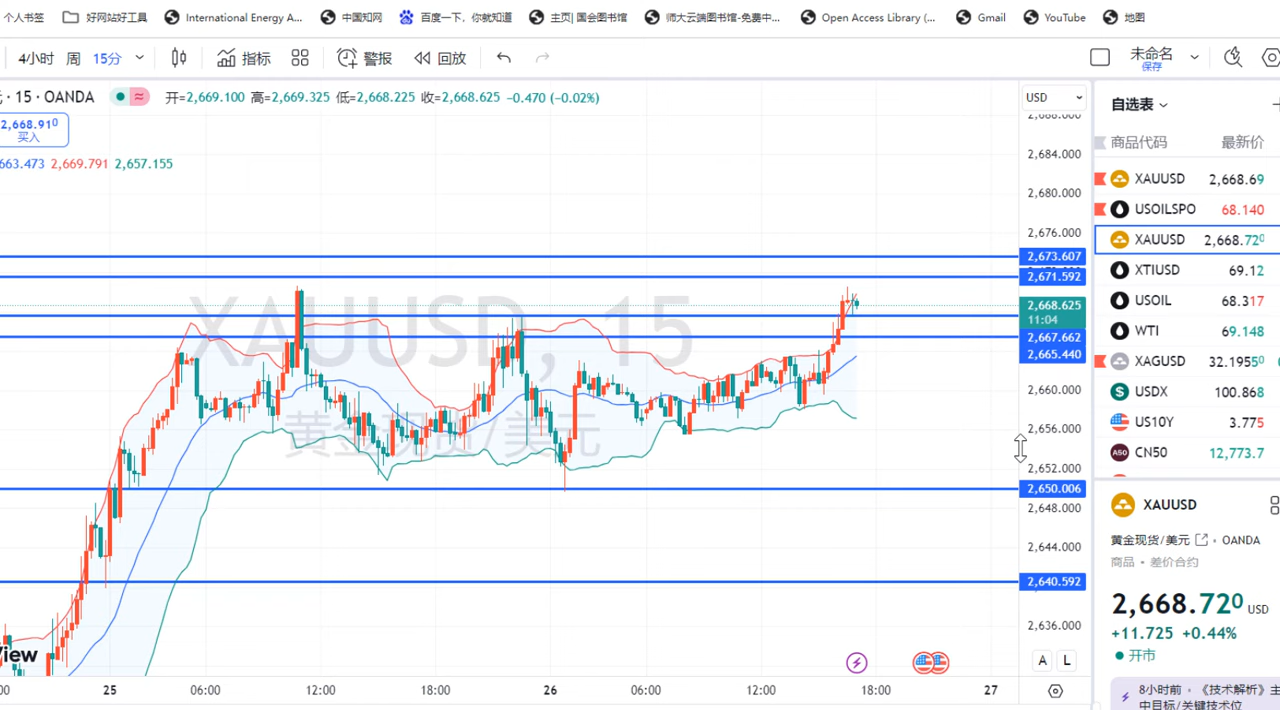 个人书签 好网站好工具 International Energy A... 中国知网 百度一下，你就知道 主页| 国会图书馆 师大云端图书馆-免费中... Open Access Library (... Gmail YouTube 地图
4小时 周 15分 指标 警报 回放 未命名
保存
· 15 · OANDA 开=2,669.100 高=2,669.325 低=2,668.225 收=2,668.625 −0.470 (−0.02%)
2,668.910
买入
663.473 2,669.791 2,657.155
USD
2,688.000
2,684.000
2,680.000
2,676.000
2,673.607
2,671.592
2,668.625
11:04
2,667.662
2,665.440
2,660.000
2,656.000
2,652.000
2,650.006
2,648.000
2,644.000
2,640.592
2,636.000
XAUUSD, 15
黄金现货/美元
View
A L
:00 25 06:00 12:00 18:00 26 06:00 12:00 18:00 27
自选表
商品代码 最新价
XAUUSD 2,668.69
USOILSPO 68.140
XAUUSD 2,668.720
XTIUSD 69.12
USOIL 68.317
WTI 69.148
XAGUSD 32.19550
USDX 100.868
US10Y 3.775
A50 CN50 12,773.7
XAUUSD
黄金现货/美元 · OANDA
商品 · 差价合约
2,668.720 USD
+11.725 +0.44%
开市
8小时前 · 《技术解析》主
中目标/关键技术位